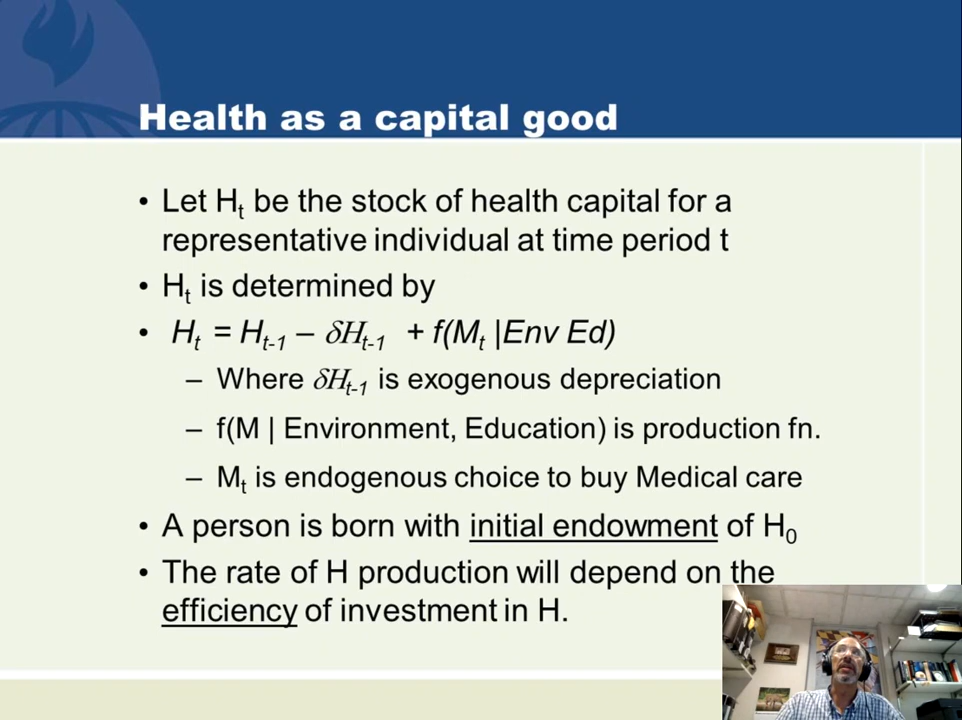 Health as a capital good
• Let Hₜ be the stock of health capital for a
representative individual at time period t
• Hₜ is determined by
• Hₜ = Hₜ₋₁ – δHₜ₋₁ + f(Mₜ |Env Ed)
– Where δHₜ₋₁ is exogenous depreciation
– f(M | Environment, Education) is production fn.
– Mₜ is endogenous choice to buy Medical care
• A person is born with initial endowment of H₀
• The rate of H production will depend on the
efficiency of investment in H.